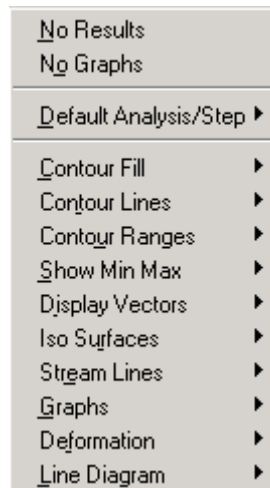 No Results
No Graphs
Default Analysis/Step
Contour Fill
Contour Lines
Contour Ranges
Show Min Max
Display Vectors
Iso Surfaces
Stream Lines
Graphs
Deformation
Line Diagram